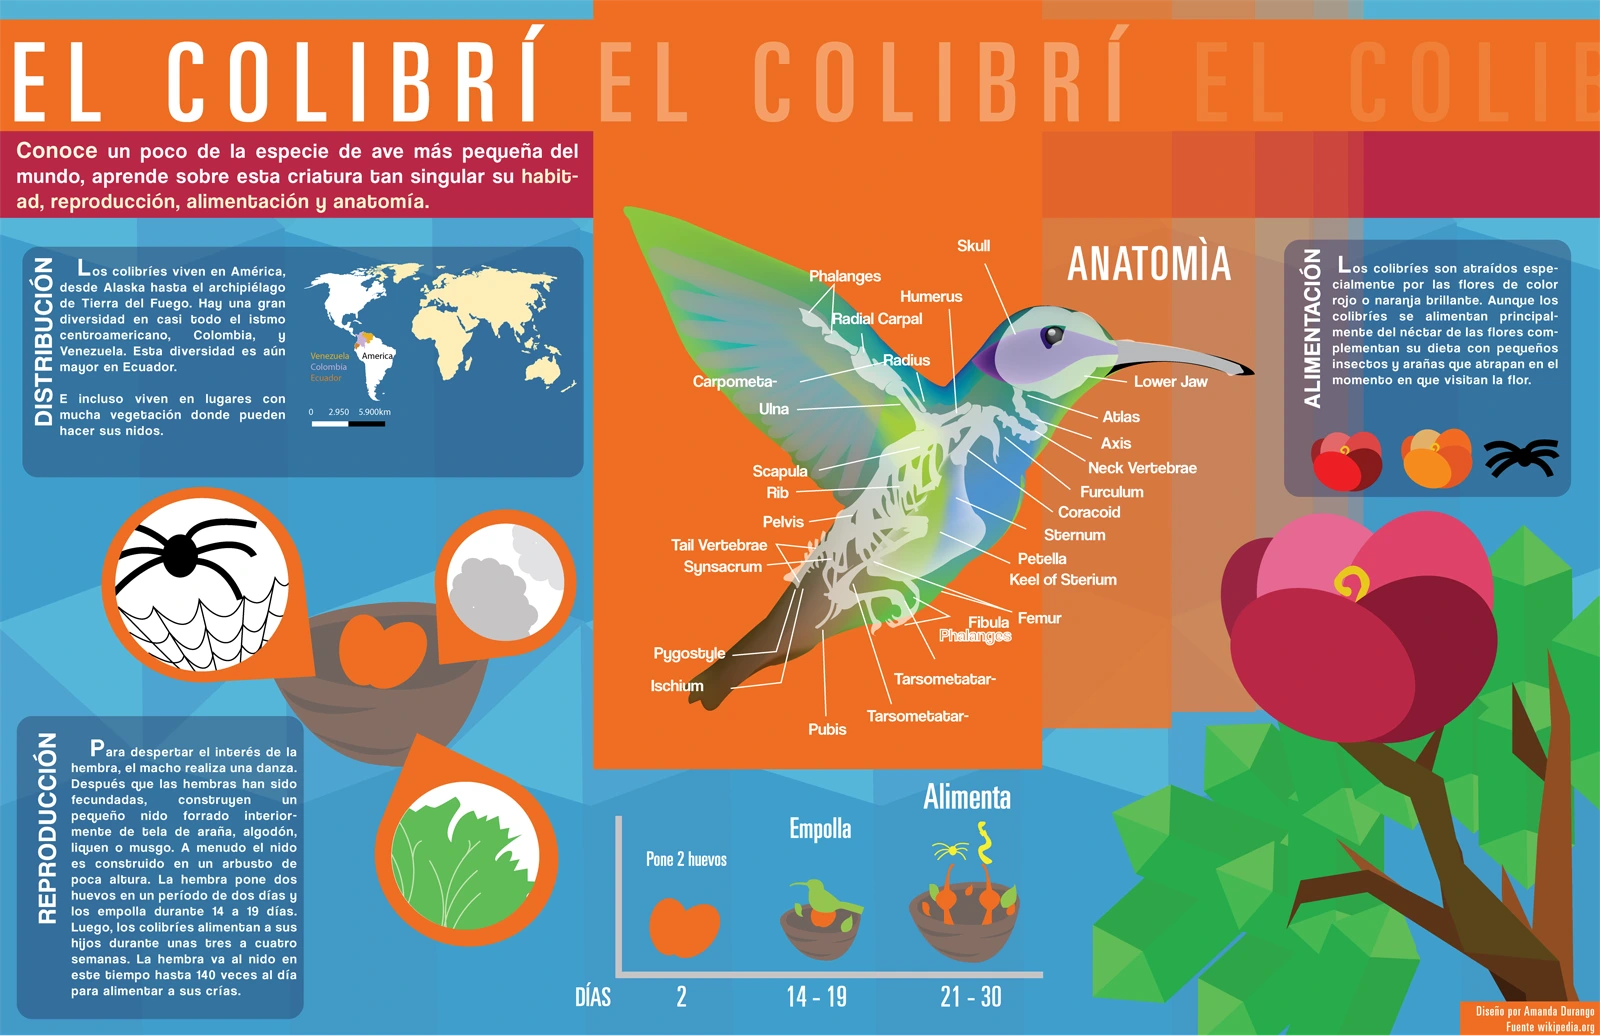 EL COLIBRÍ EL COLIBRÍ EL COLIB
Conoce un poco de la especie de ave más pequeña del
mundo, aprende sobre esta criatura tan singular su habit-
ad, reproducción, alimentación y anatomía.
DISTRIBUCIÓN
Los colibríes viven en América,
desde Alaska hasta el archipiélago
de Tierra del Fuego. Hay una gran
diversidad en casi todo el istmo
centroamericano, Colombia, y
Venezuela. Esta diversidad es aún
mayor en Ecuador.
E incluso viven en lugares con
mucha vegetación donde pueden
hacer sus nidos.
America
Venezuela
Colombia
Ecuador
0 2.950 5.900km
ANATOMÌA
Skull
Phalanges
Humerus
Radial Carpal
Radius
Carpometa-
Ulna
Scapula
Rib
Pelvis
Tail Vertebrae
Synsacrum
Pygostyle
Ischium
Pubis
Lower Jaw
Atlas
Axis
Neck Vertebrae
Furculum
Coracoid
Sternum
Petella
Keel of Sterium
Femur
Fibula
Phalanges
Tarsometatar-
Tarsometatar-
ALIMENTACIÓN
Los colibríes son atraídos espe-
cialmente por las flores de color
rojo o naranja brillante. Aunque los
colibríes se alimentan principal-
mente del néctar de las flores com-
plementan su dieta con pequeños
insectos y arañas que atrapan en el
momento en que visitan la flor.
REPRODUCCIÓN
Para despertar el interés de la
hembra, el macho realiza una danza.
Después que las hembras han sido
fecundadas, construyen un
pequeño nido forrado interior-
mente de tela de araña, algodón,
liquen o musgo. A menudo el nido
es construido en un arbusto de
poca altura. La hembra pone dos
huevos en un período de dos días y
los empolla durante 14 a 19 días.
Luego, los colibríes alimentan a sus
hijos durante unas tres a cuatro
semanas. La hembra va al nido en
este tiempo hasta 140 veces al día
para alimentar a sus crías.
Pone 2 huevos
Empolla
Alimenta
DÍAS 2 14 - 19 21 - 30
Diseño por Amanda Durango
Fuente wikipedia.org